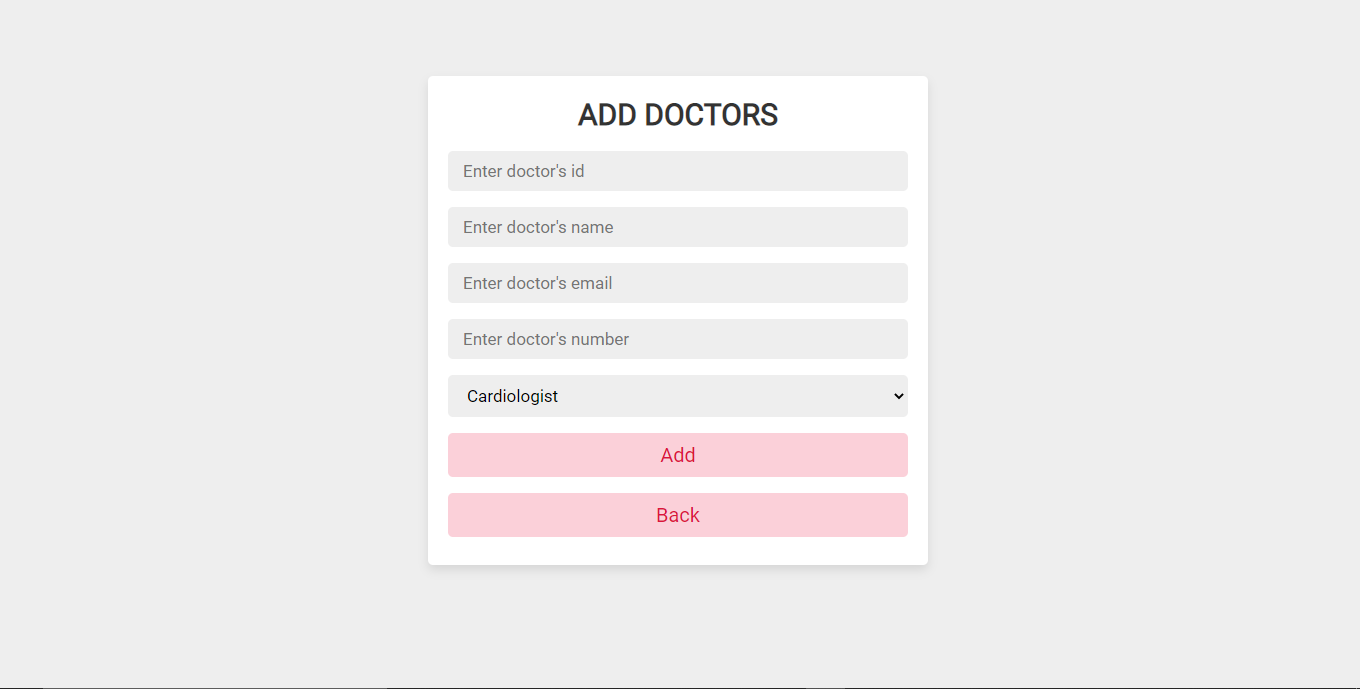 ADD DOCTORS
Enter doctor's id
Enter doctor's name
Enter doctor's email
Enter doctor's number
Cardiologist
Add
Back